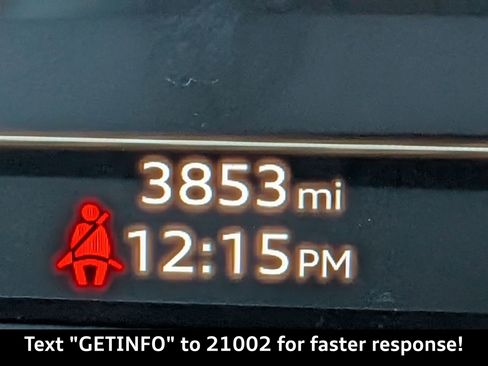 3853 mi
12:15 PM
Text "GETINFO" to 21002 for faster response!